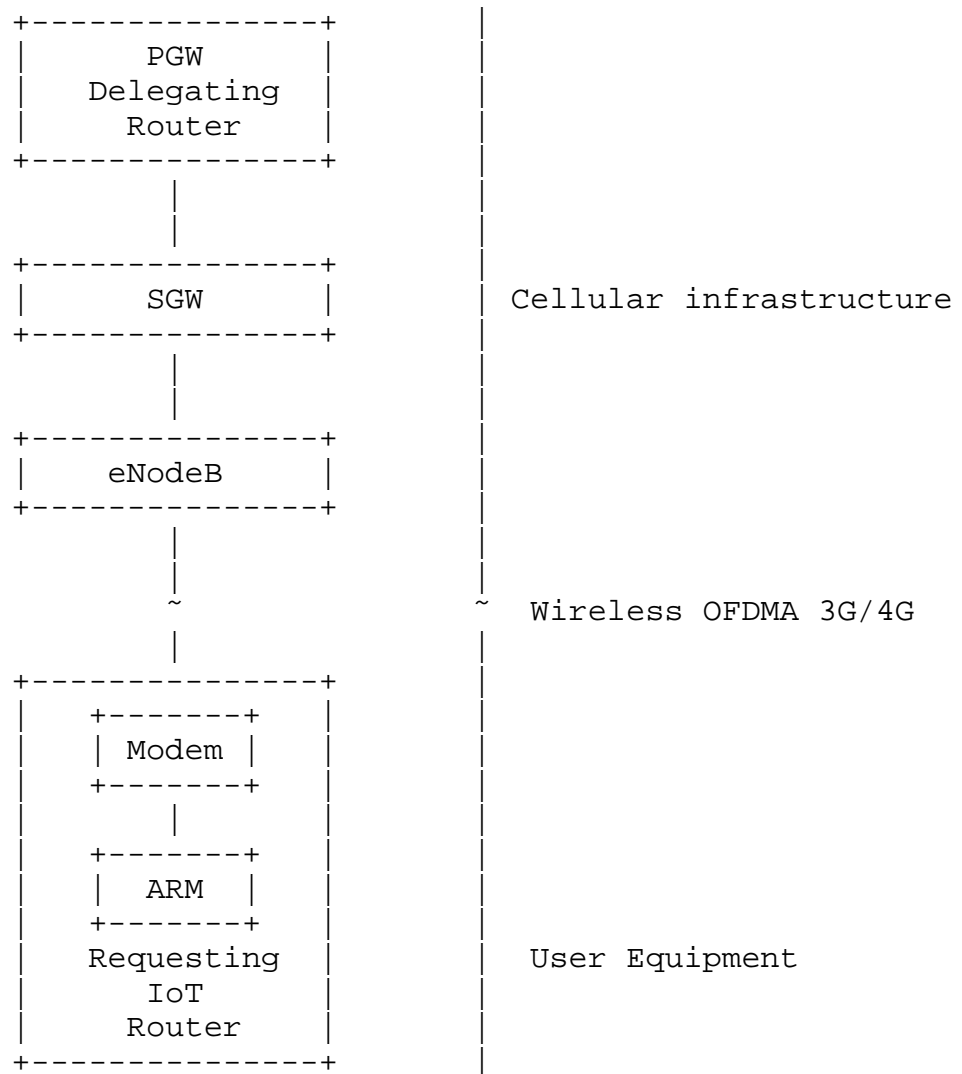 PGW
Delegating
Router
SGW
Cellular infrastructure
eNodeB
Wireless OFDMA 3G/4G
Modem
ARM
Requesting
User Equipment
IoT
Router